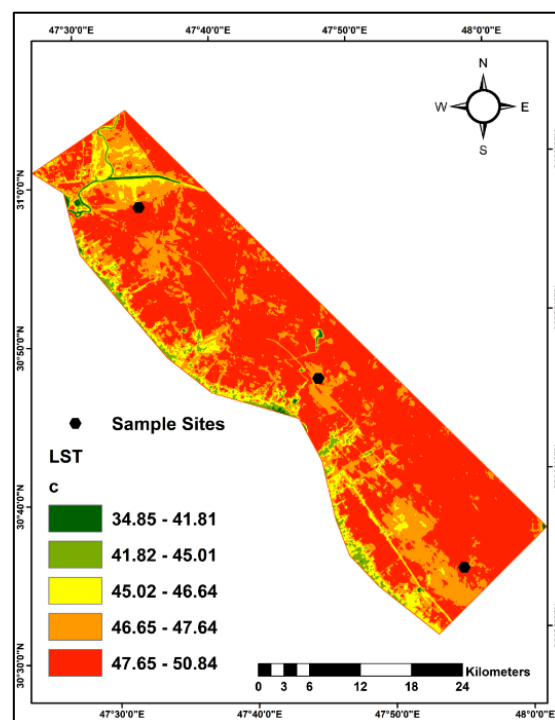 47°30'0"E 47°40'0"E 47°50'0"E 48°0'0"E
N
W E
S
31°0'0"N
30°50'0"N
30°40'0"N
30°30'0"N
Sample Sites
LST
C
34.85 - 41.81
41.82 - 45.01
45.02 - 46.64
46.65 - 47.64
47.65 - 50.84
Kilometers
0 3 6 12 18 24
47°30'0"E 47°40'0"E 47°50'0"E 48°0'0"E